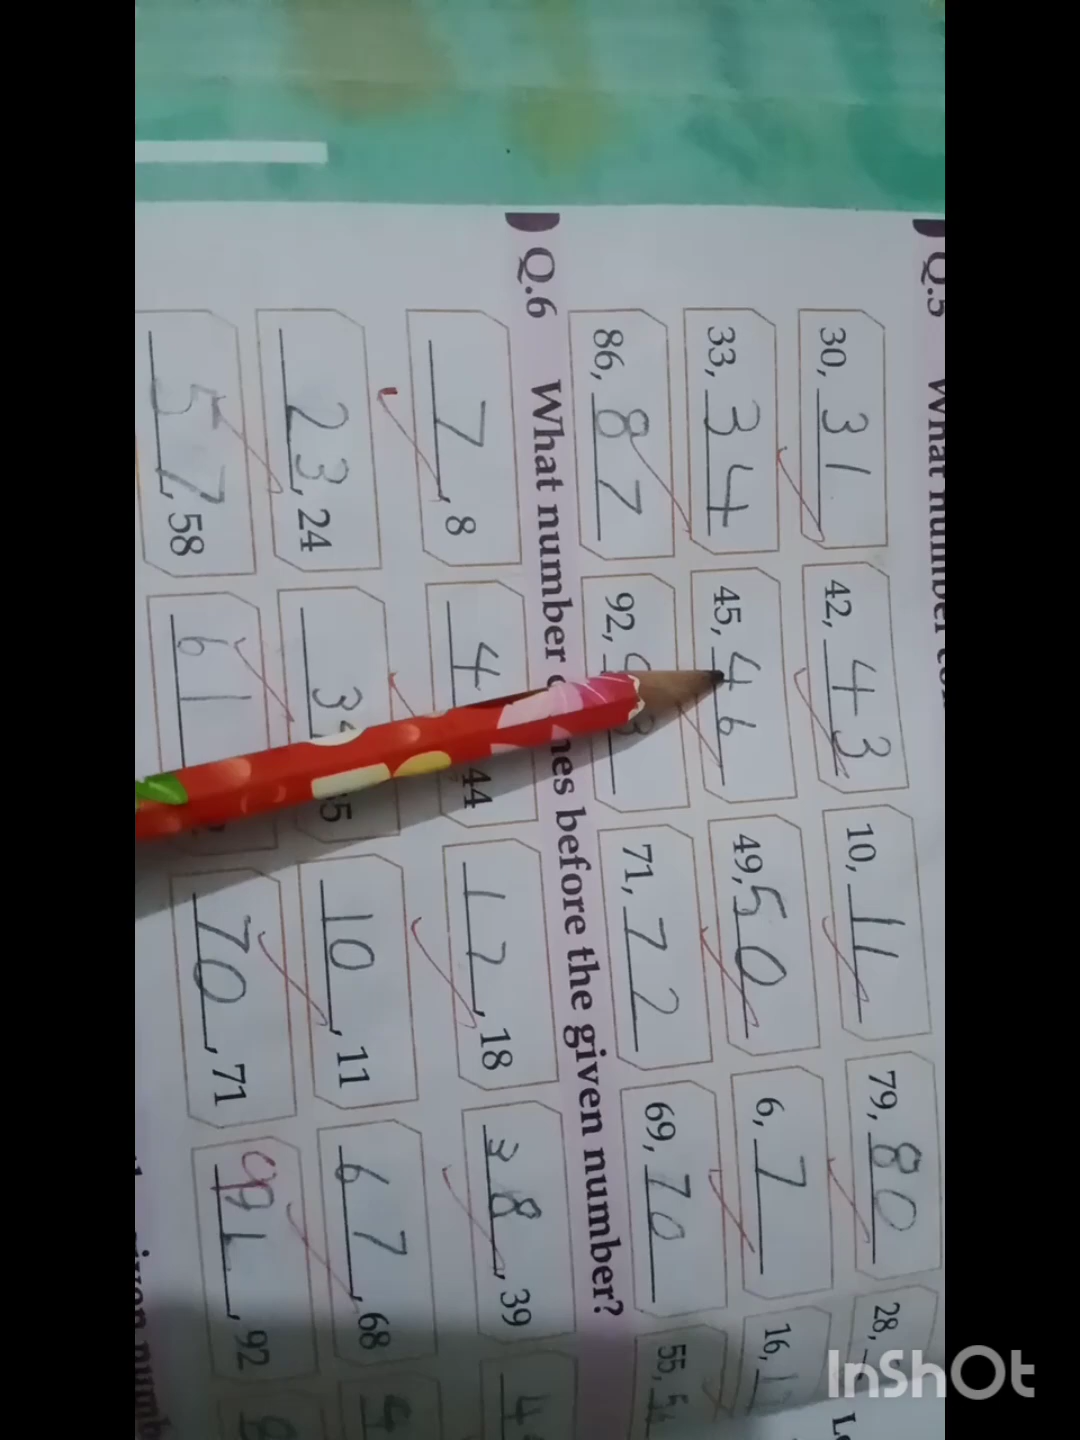 Q.5 What number
30, 31 42, 43 10, 11 79, 80 28,
33, 34 45, 46 49, 50 6, 7 16,
86, 87 92, 93 71, 72 69, 70 55,
Q.6 What number comes before the given number?
7, 8 4 44 17, 18 38, 39
23, 24 3 35 10, 11 67, 68
57, 58 61 70, 71 91, 92
InShOt